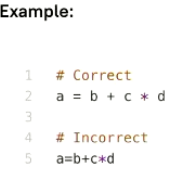 Example:
1 # Correct
2 a = b + c * d
3
4 # Incorrect
5 a=b+c*d